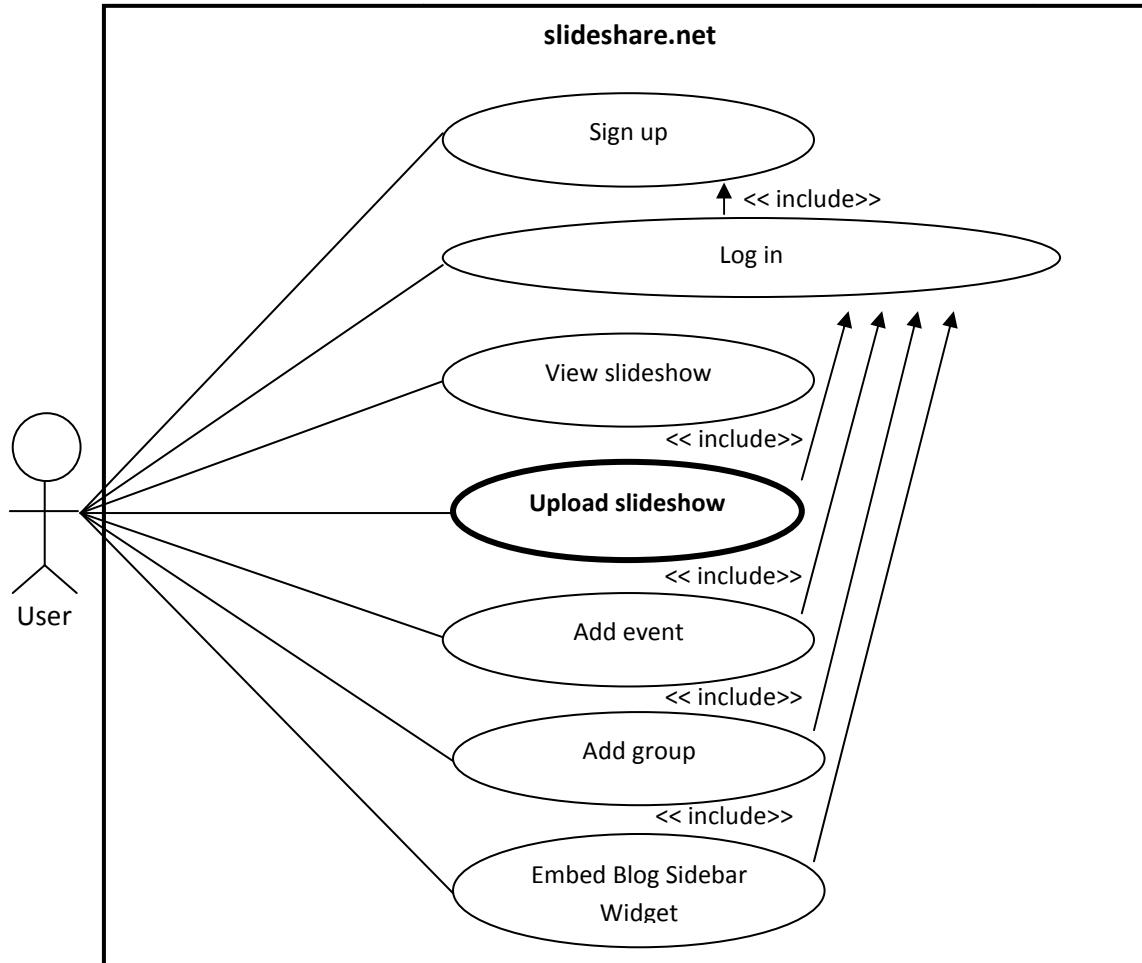 slideshare.net
Sign up
<< include>>
Log in
View slideshow
<< include>>
Upload slideshow
<< include>>
User
Add event
<< include>>
Add group
<< include>>
Embed Blog Sidebar
Widget